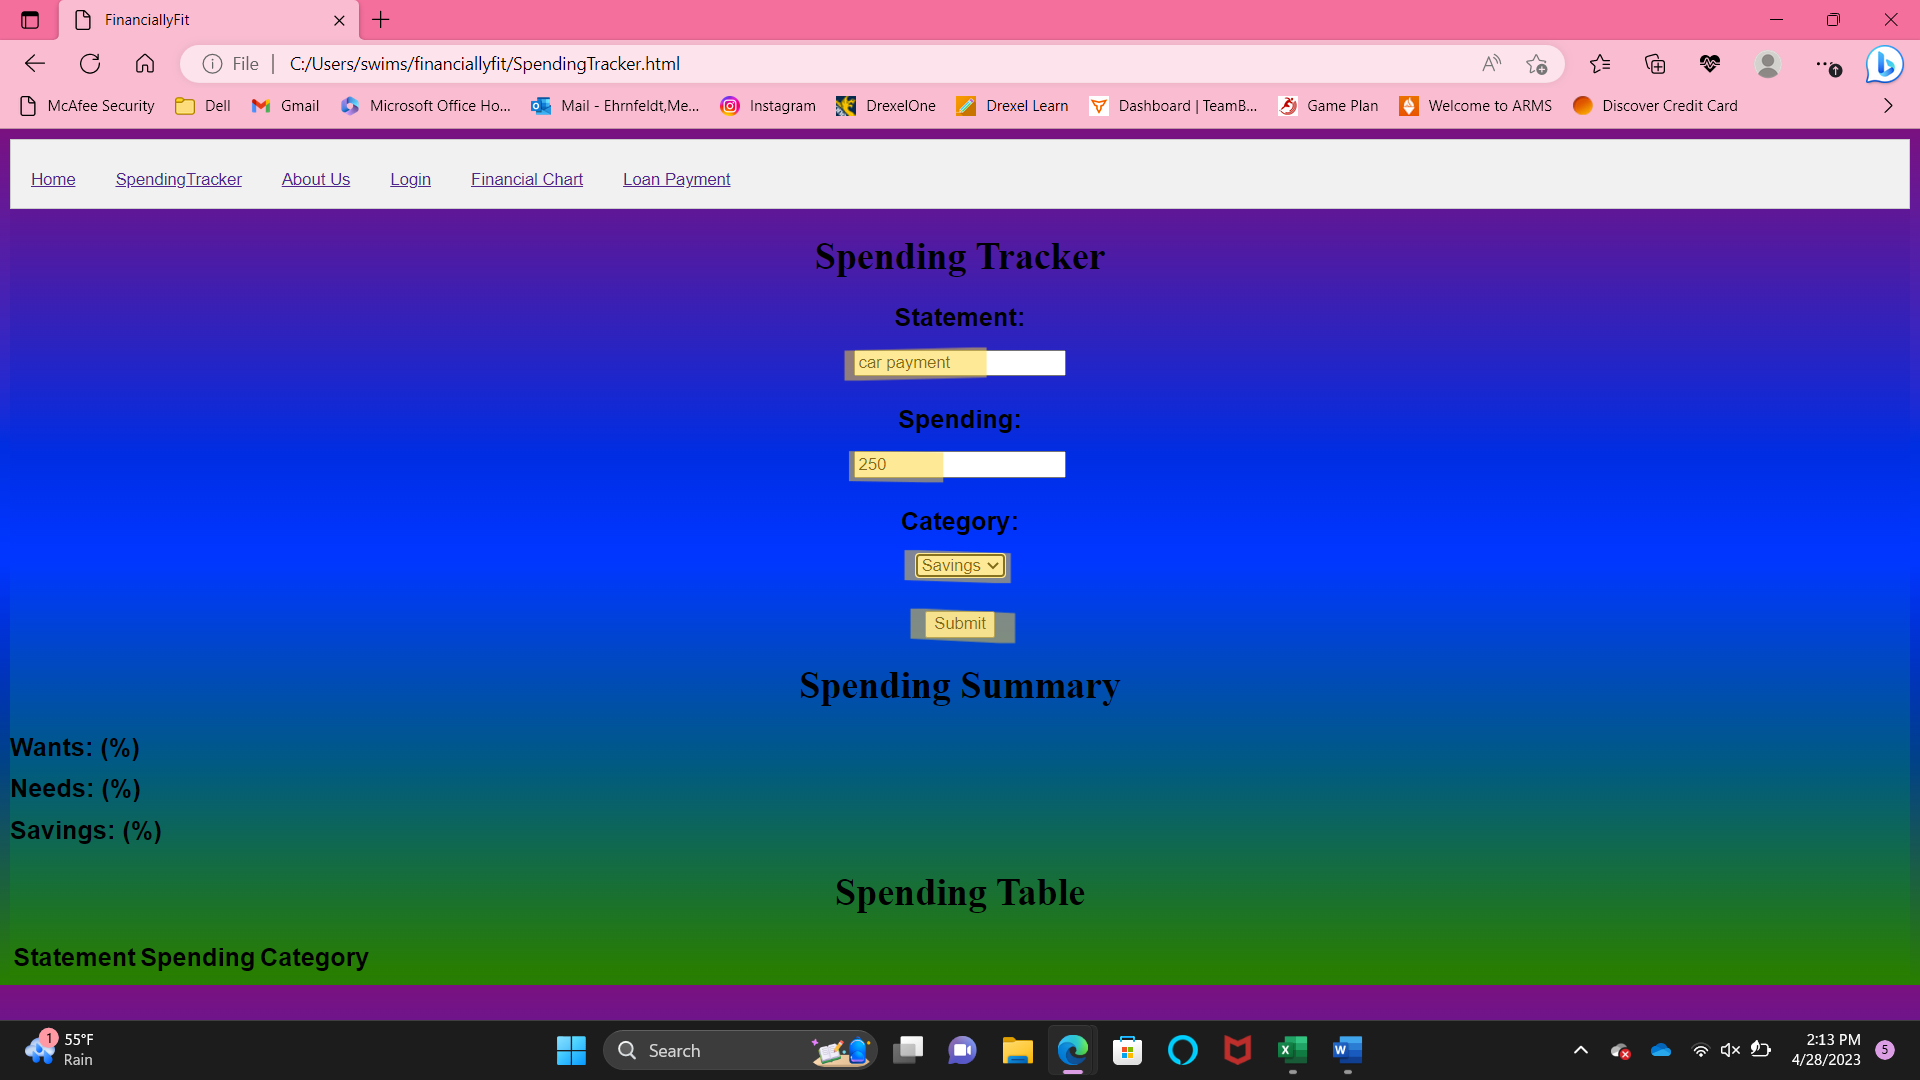 FinanciallyFit
File
C:/Users/swims/financiallyfit/SpendingTracker.html
McAfee Security Dell Gmail Microsoft Office Ho... Mail - Ehrnfeldt,Me... Instagram DrexelOne Drexel Learn Dashboard | TeamB... Game Plan Welcome to ARMS Discover Credit Card
Home SpendingTracker About Us Login Financial Chart Loan Payment
Spending Tracker
Statement:
car payment
Spending:
250
Category:
Savings
Submit
Spending Summary
Wants: (%)
Needs: (%)
Savings: (%)
Spending Table
Statement Spending Category
1
55°F
Rain
Search
2:13 PM
4/28/2023
5